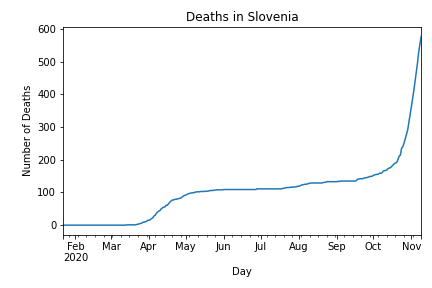 Deaths in Slovenia
600
500
400
300
200
100
0
Number of Deaths
Feb Mar Apr May Jun Jul Aug Sep Oct Nov
2020
Day